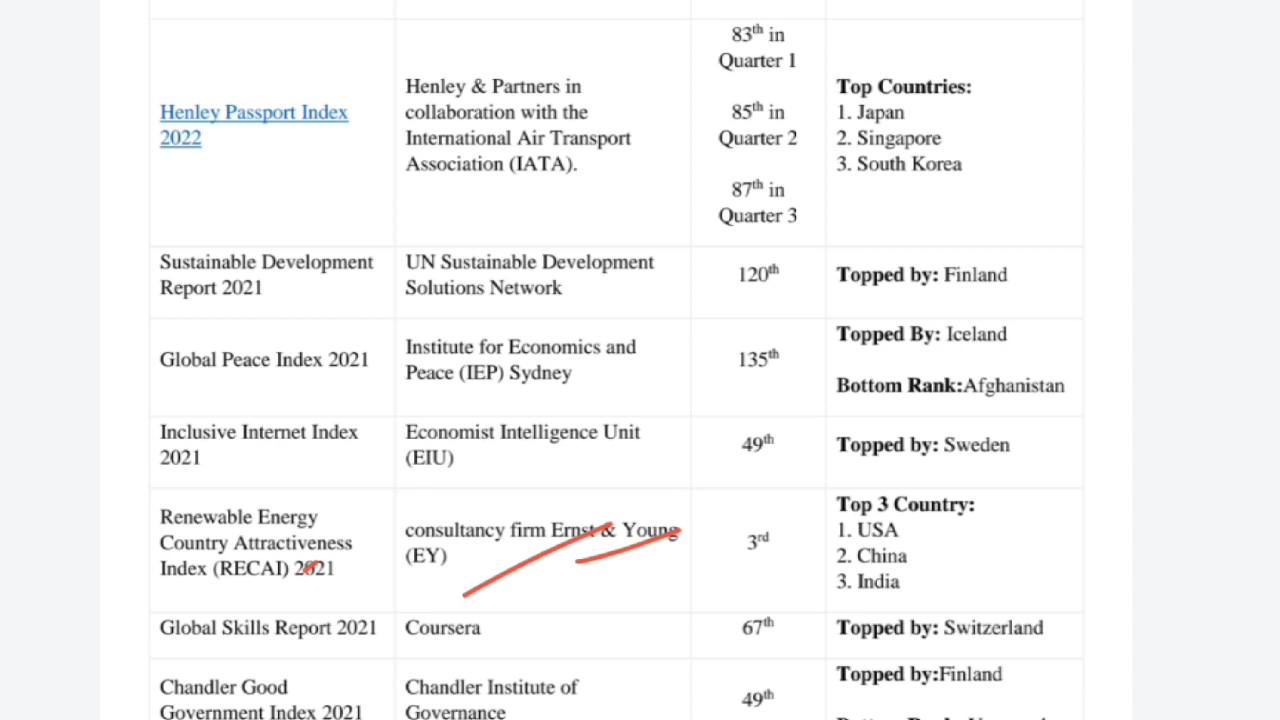 83th in
Quarter 1
Henley Passport Index
2022
Henley & Partners in
collaboration with the
International Air Transport
Association (IATA).
85th in
Quarter 2
87th in
Quarter 3
Top Countries:
1. Japan
2. Singapore
3. South Korea
Sustainable Development
Report 2021
UN Sustainable Development
Solutions Network
120th
Topped by: Finland
Global Peace Index 2021
Institute for Economics and
Peace (IEP) Sydney
135th
Topped By: Iceland
Bottom Rank:Afghanistan
Inclusive Internet Index
2021
Economist Intelligence Unit
(EIU)
49th
Topped by: Sweden
Renewable Energy
Country Attractiveness
Index (RECAI) 2021
consultancy firm Ernst & Young
(EY)
3rd
Top 3 Country:
1. USA
2. China
3. India
Global Skills Report 2021
Coursera
67th
Topped by: Switzerland
Chandler Good
Government Index 2021
Chandler Institute of
Governance
49th
Topped by:Finland